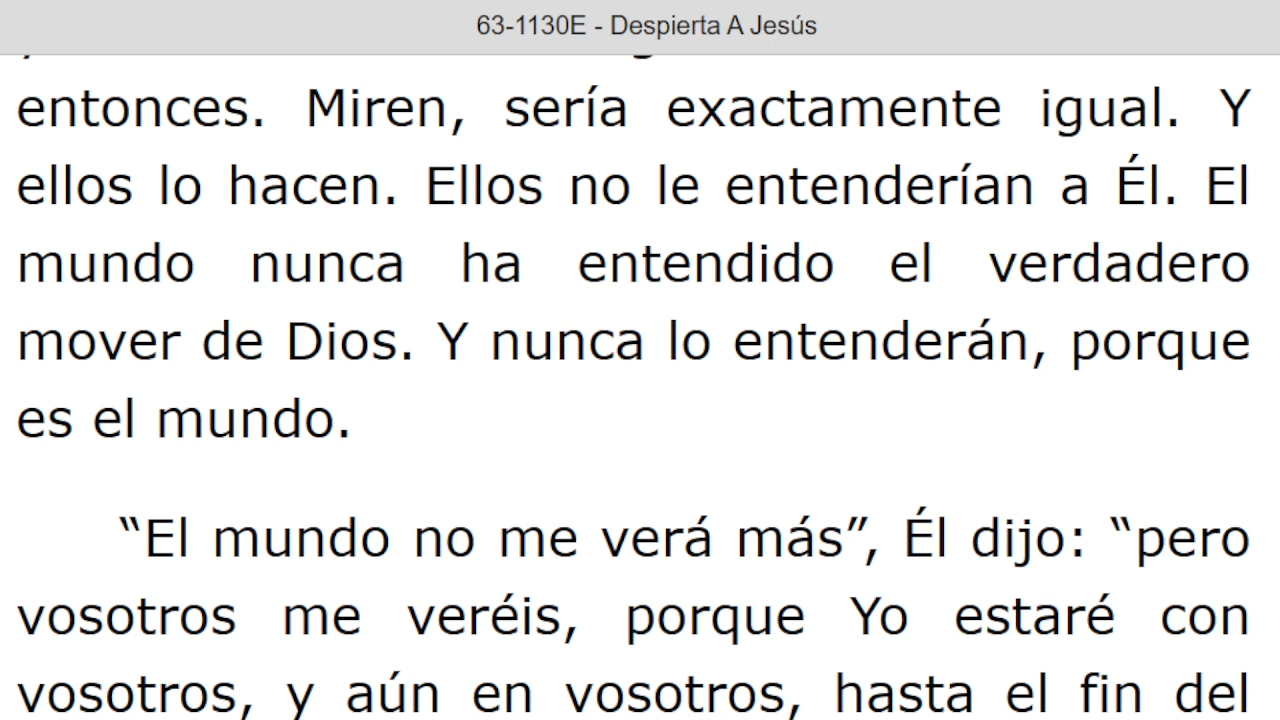 63-1130E - Despierta A Jesús
entonces. Miren, sería exactamente igual. Y
ellos lo hacen. Ellos no le entenderían a Él. El
mundo nunca ha entendido el verdadero
mover de Dios. Y nunca lo entenderán, porque
es el mundo.
“El mundo no me verá más”, Él dijo: “pero
vosotros me veréis, porque Yo estaré con
vosotros, y aún en vosotros, hasta el fin del